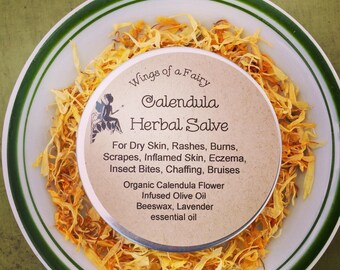 Wings of a Fairy
Calendula
Herbal Salve
For Dry Skin, Rashes, Burns,
Scrapes, Inflamed Skin, Eczema,
Insect Bites, Chaffing, Bruises
Organic Calendula Flower
Infused Olive Oil
Beeswax, Lavender
essential oil